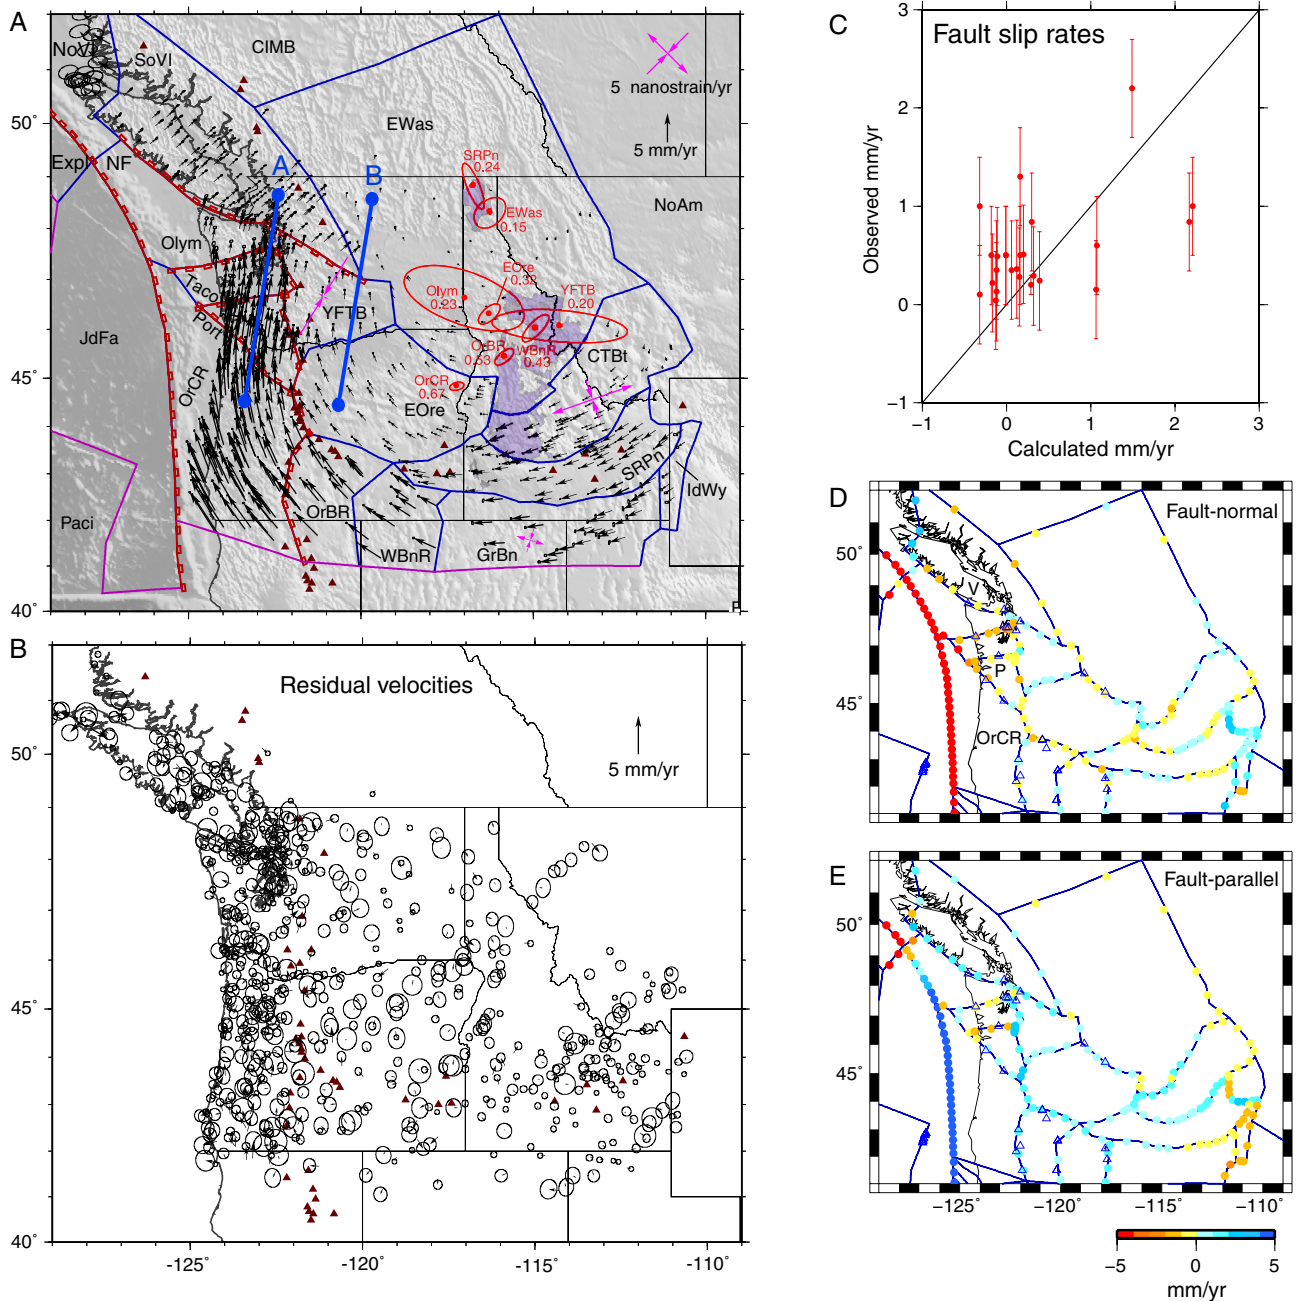 A
NoVI
SoVI
ClMB
5 nanostrain/yr
5 mm/yr
50°
EWas
Expl
NF
A
B
SRPn
0.24
EWas
0.15
NoAm
Olym
Taco
Port
JdFa
YFTB
Olym
0.23
EOre
0.32
YFTB
0.20
OrBR
0.53
WBnR
0.43
CTBt
45°
OrCR
OrCR
0.67
EOre
SRPn
IdWy
Paci
OrBR
WBnR
GrBn
40°
B
Residual velocities
5 mm/yr
50°
45°
40°
-125°
-120°
-115°
-110°
C
Fault slip rates
3
2
1
0
−1
Observed mm/yr
−1
0
1
2
3
Calculated mm/yr
D
Fault-normal
50°
V
P
45°
OrCR
E
Fault-parallel
50°
45°
−125°
−120°
−115°
−110°
−5
0
5
mm/yr